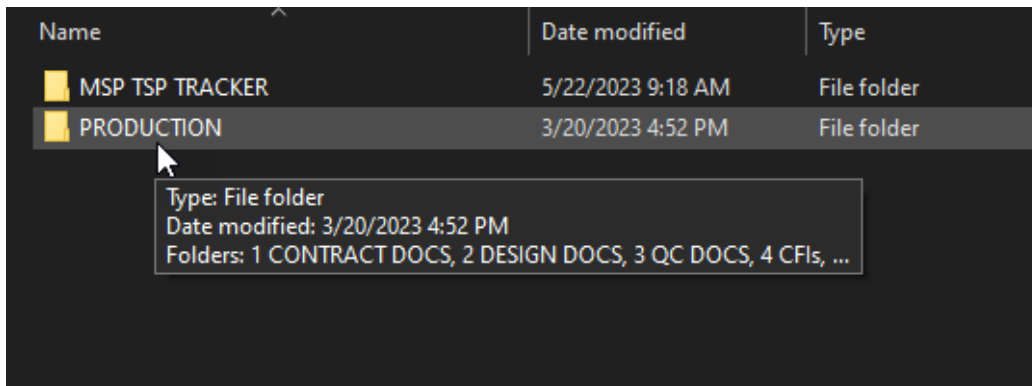 Name Date modified Type
MSP TSP TRACKER 5/22/2023 9:18 AM File folder
PRODUCTION 3/20/2023 4:52 PM File folder
Type: File folder
Date modified: 3/20/2023 4:52 PM
Folders: 1 CONTRACT DOCS, 2 DESIGN DOCS, 3 QC DOCS, 4 CFIs, ...